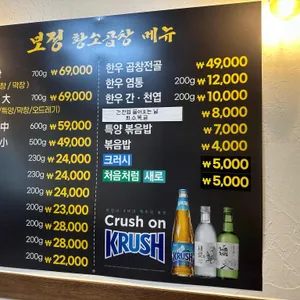 보정 황소곱상 메뉴
700g ₩69,000
大 700g ₩69,000
中 600g ₩59,000
小 500g ₩49,000
230g ₩24,000
230g ₩24,000
200g ₩24,000
200g ₩23,000
200g ₩28,000
200g ₩28,000
200g ₩22,000
한우 곱창전골 ₩49,000
한우 염통 200g ₩12,000
한우 간·천엽 200g ₩10,000
₩8,000
특양 볶음밥 ₩7,000
볶음밥 ₩4,000
크러시 ₩5,000
처음처럼 새로 ₩5,000
Crush on
KRUSH